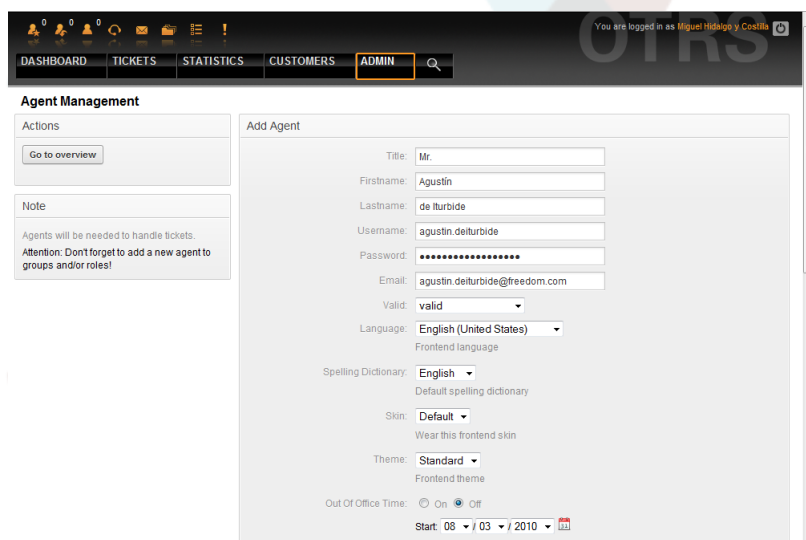 0 0 0
You are logged in as Miguel Hidalgo y Costilla
OTRS
DASHBOARD TICKETS STATISTICS CUSTOMERS ADMIN
Agent Management
Actions
Go to overview
Note
Agents will be needed to handle tickets.
Attention: Don't forget to add a new agent to
groups and/or roles!
Add Agent
Title: Mr.
Firstname: Agustín
Lastname: de Iturbide
Username: agustin.deiturbide
Password: ••••••••••••••••••
Email: agustin.deiturbide@freedom.com
Valid: valid
Language: English (United States)
Frontend language
Spelling Dictionary: English
Default spelling dictionary
Skin: Default
Wear this frontend skin
Theme: Standard
Frontend theme
Out Of Office Time: On Off
Start: 08 / 03 / 2010